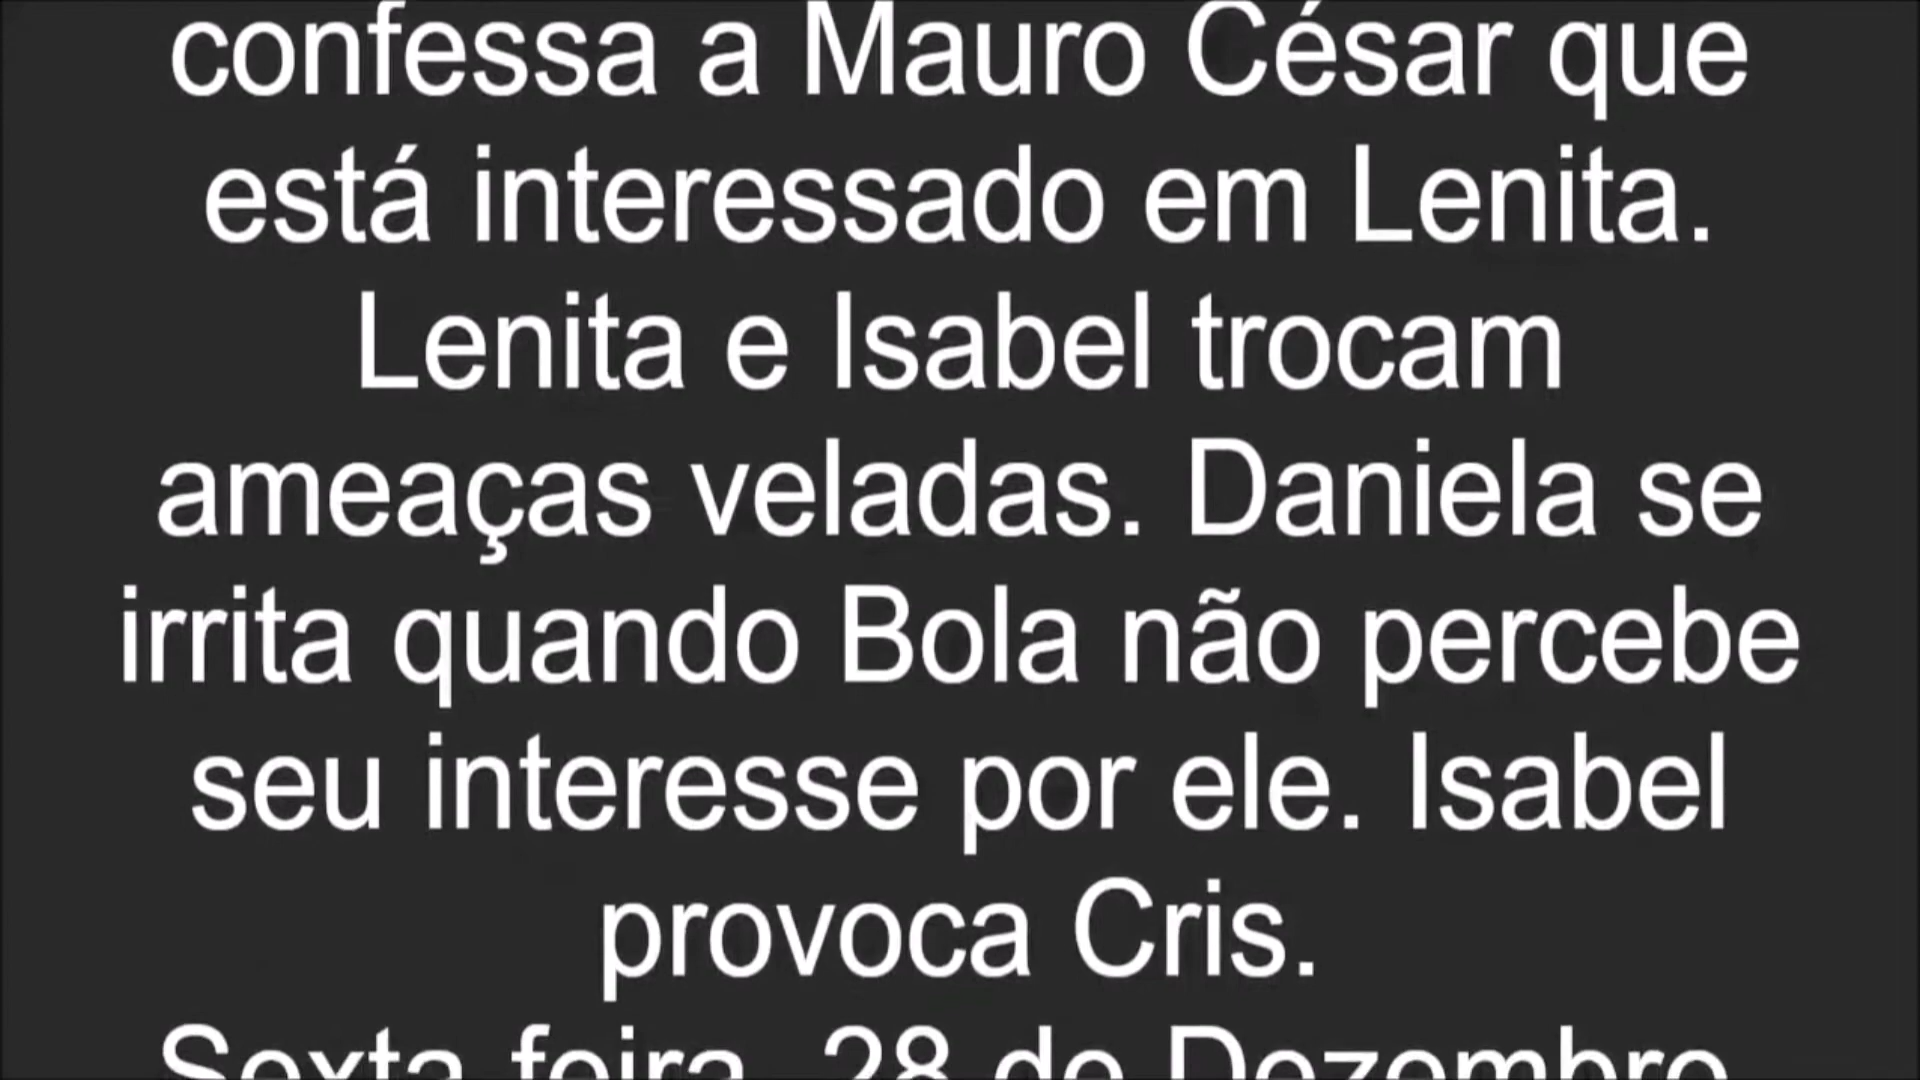 confessa a Mauro César que
está interessado em Lenita.
Lenita e Isabel trocam
ameaças veladas. Daniela se
irrita quando Bola não percebe
seu interesse por ele. Isabel
provoca Cris.
Sexta feira, 28 de Dezembro